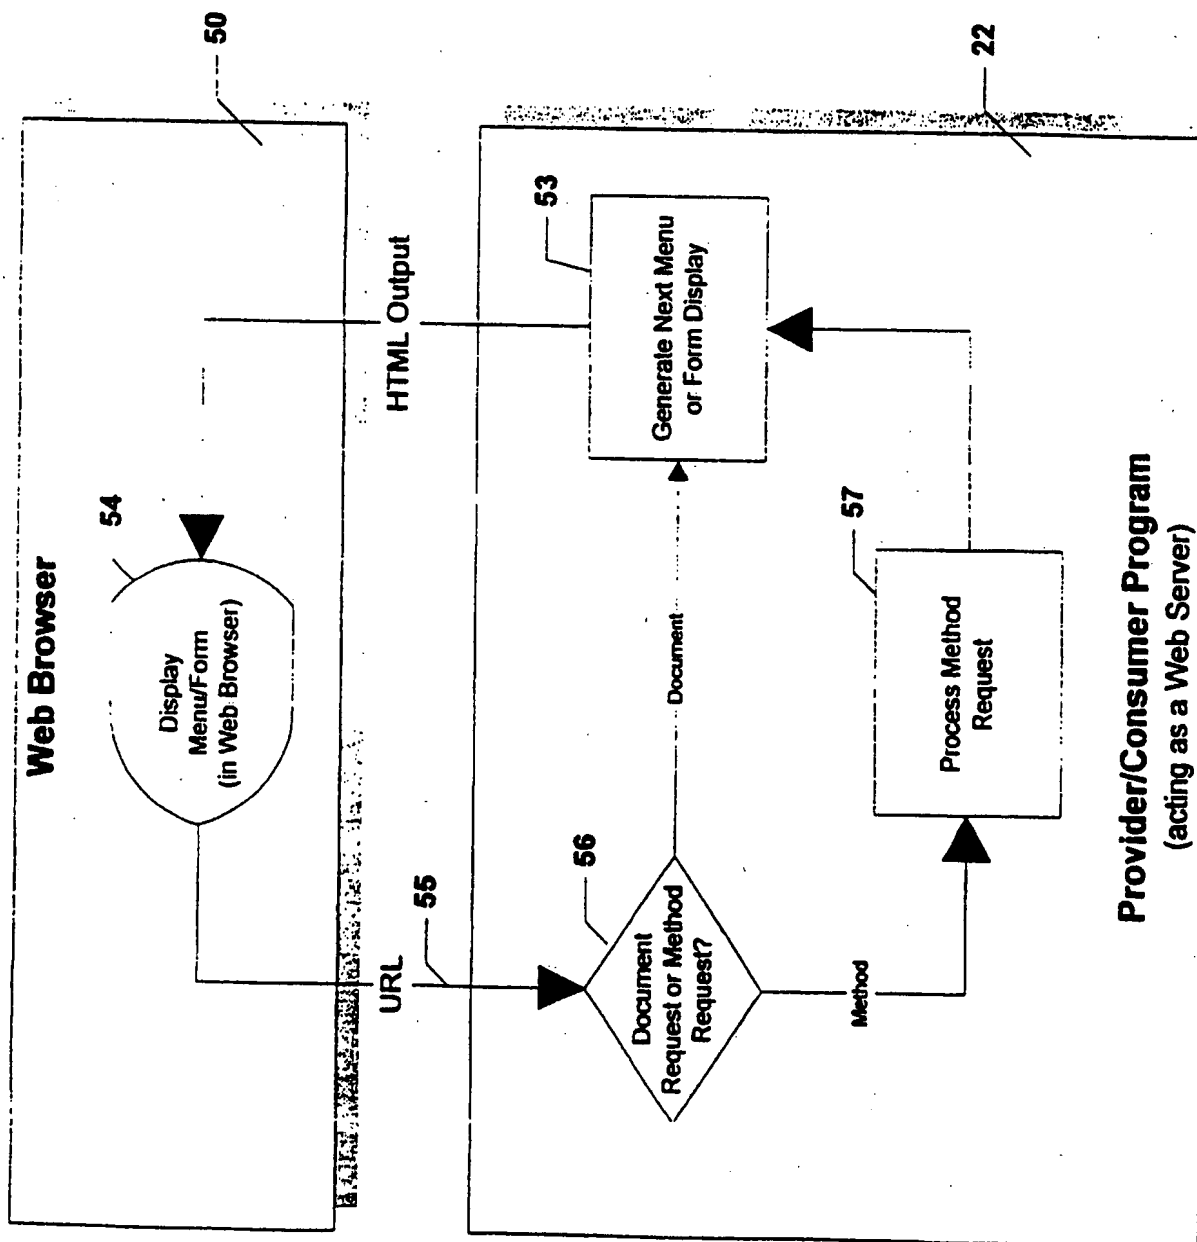 Web Browser
50
54
Display
Menu/Form
(in Web Browser)
URL
55
HTML Output
22
53
Generate Next Menu
or Form Display
Document
56
Document
Request or Method
Request?
Method
57
Process Method
Request
Provider/Consumer Program
(acting as a Web Server)